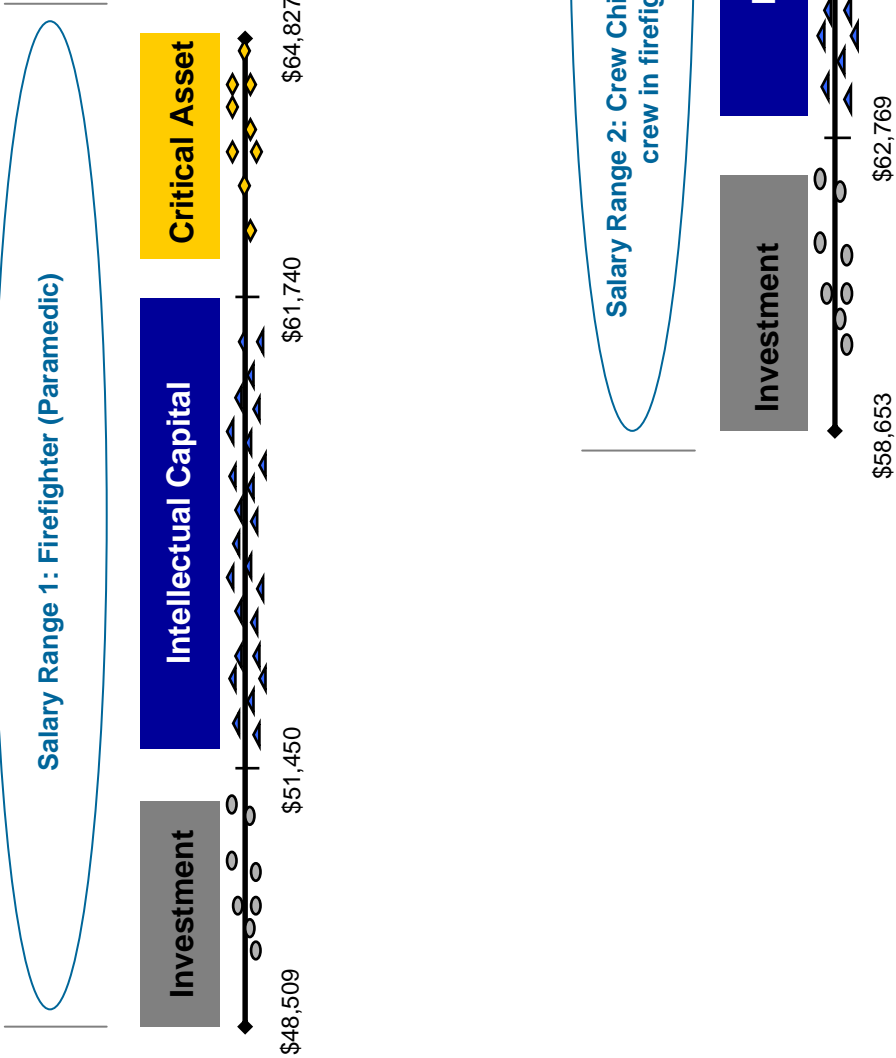 Salary Range 1: Firefighter (Paramedic)
Investment
Intellectual Capital
Critical Asset
$48,509
$51,450
$61,740
$64,827
Salary Range 2: Crew Chi
crew in firefig
Investment
$58,653
$62,769